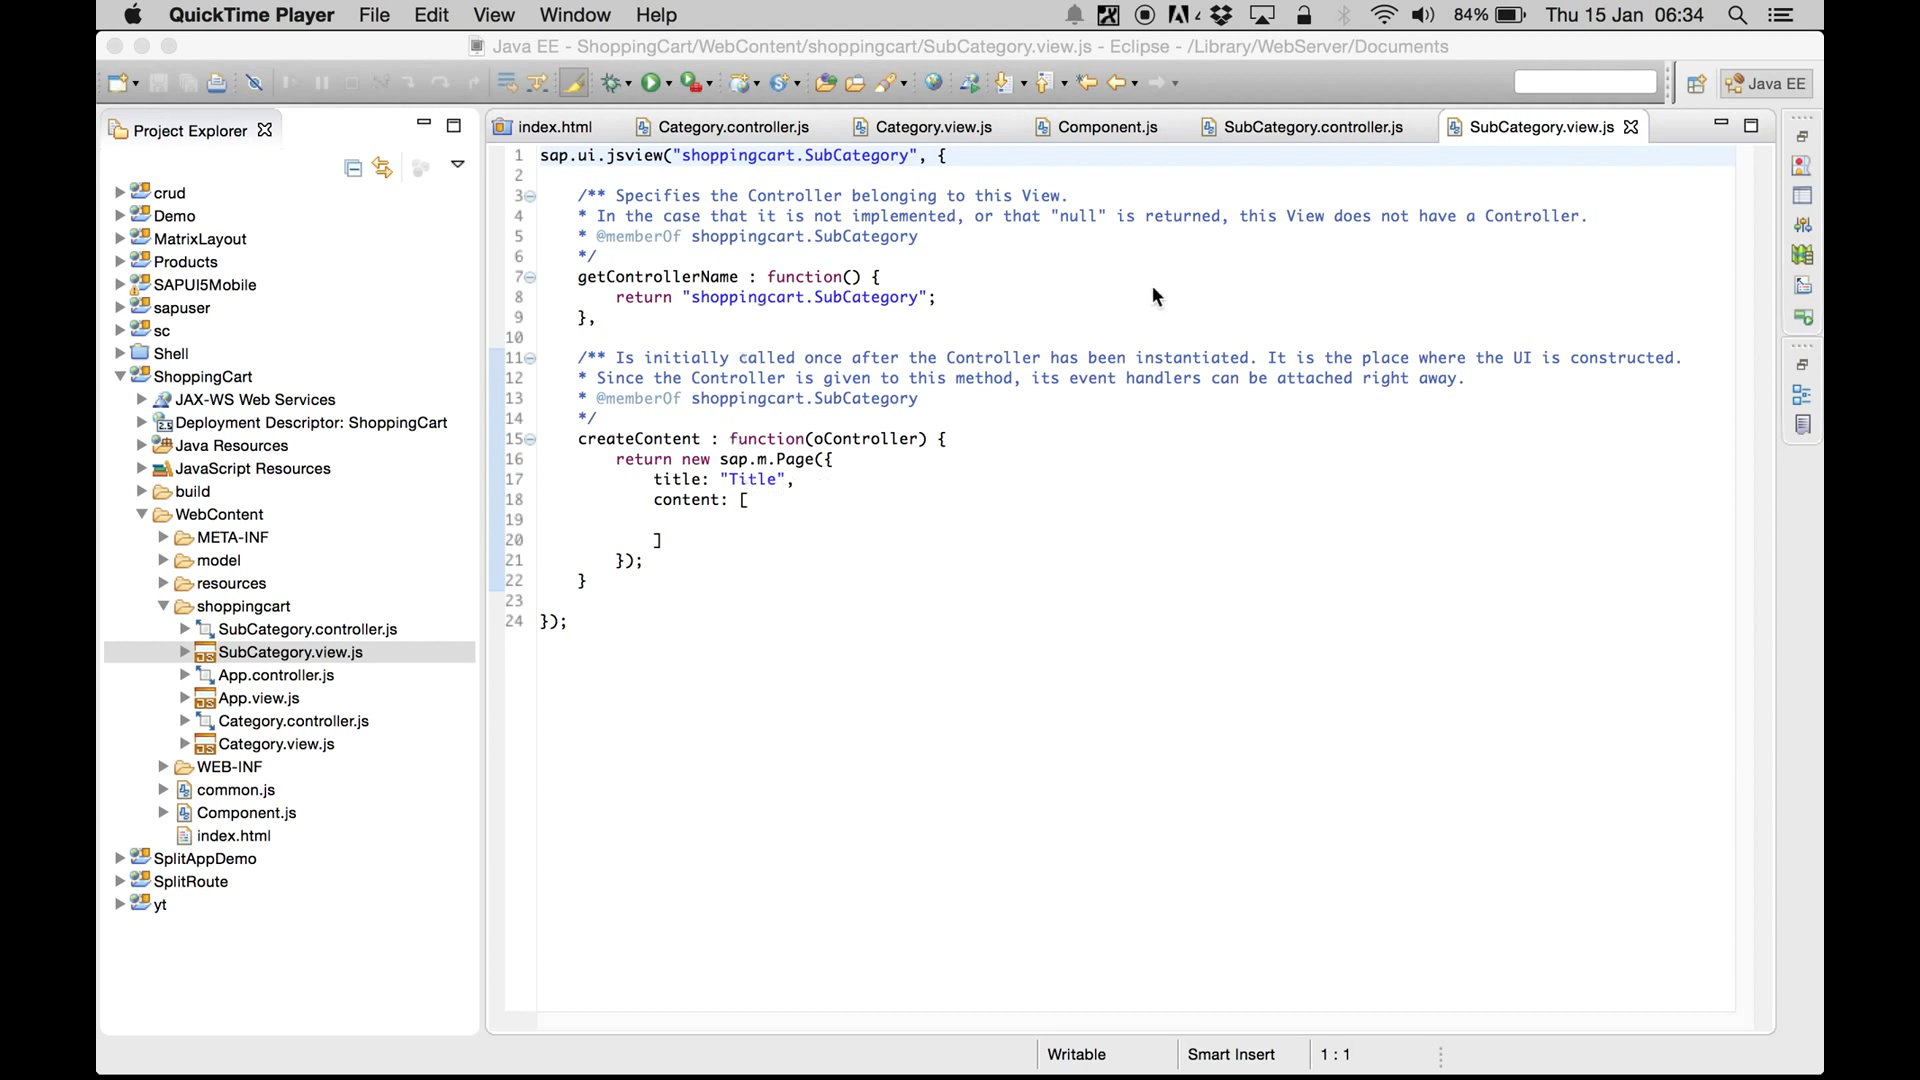 QuickTime Player File Edit View Window Help 4 84% Thu 15 Jan 06:34
Java EE - ShoppingCart/WebContent/shoppingcart/SubCategory.view.js - Eclipse - /Library/WebServer/Documents
Java EE
Project Explorer
crud
Demo
MatrixLayout
Products
SAPUI5Mobile
sapuser
sc
Shell
ShoppingCart
JAX-WS Web Services
Deployment Descriptor: ShoppingCart
Java Resources
JavaScript Resources
build
WebContent
META-INF
model
resources
shoppingcart
SubCategory.controller.js
SubCategory.view.js
App.controller.js
App.view.js
Category.controller.js
Category.view.js
WEB-INF
common.js
Component.js
index.html
SplitAppDemo
SplitRoute
yt
index.html Category.controller.js Category.view.js Component.js SubCategory.controller.js SubCategory.view.js
1 sap.ui.jsview("shoppingcart.SubCategory", {
2
3 /** Specifies the Controller belonging to this View.
4 * In the case that it is not implemented, or that "null" is returned, this View does not have a Controller.
5 * @memberOf shoppingcart.SubCategory
6 */
7 getControllerName : function() {
8 return "shoppingcart.SubCategory";
9 },
10
11 /** Is initially called once after the Controller has been instantiated. It is the place where the UI is constructed.
12 * Since the Controller is given to this method, its event handlers can be attached right away.
13 * @memberOf shoppingcart.SubCategory
14 */
15 createContent : function(oController) {
16 return new sap.m.Page({
17 title: "Title",
18 content: [
19
20 ]
21 });
22 }
23
24 });
Writable Smart Insert 1 : 1